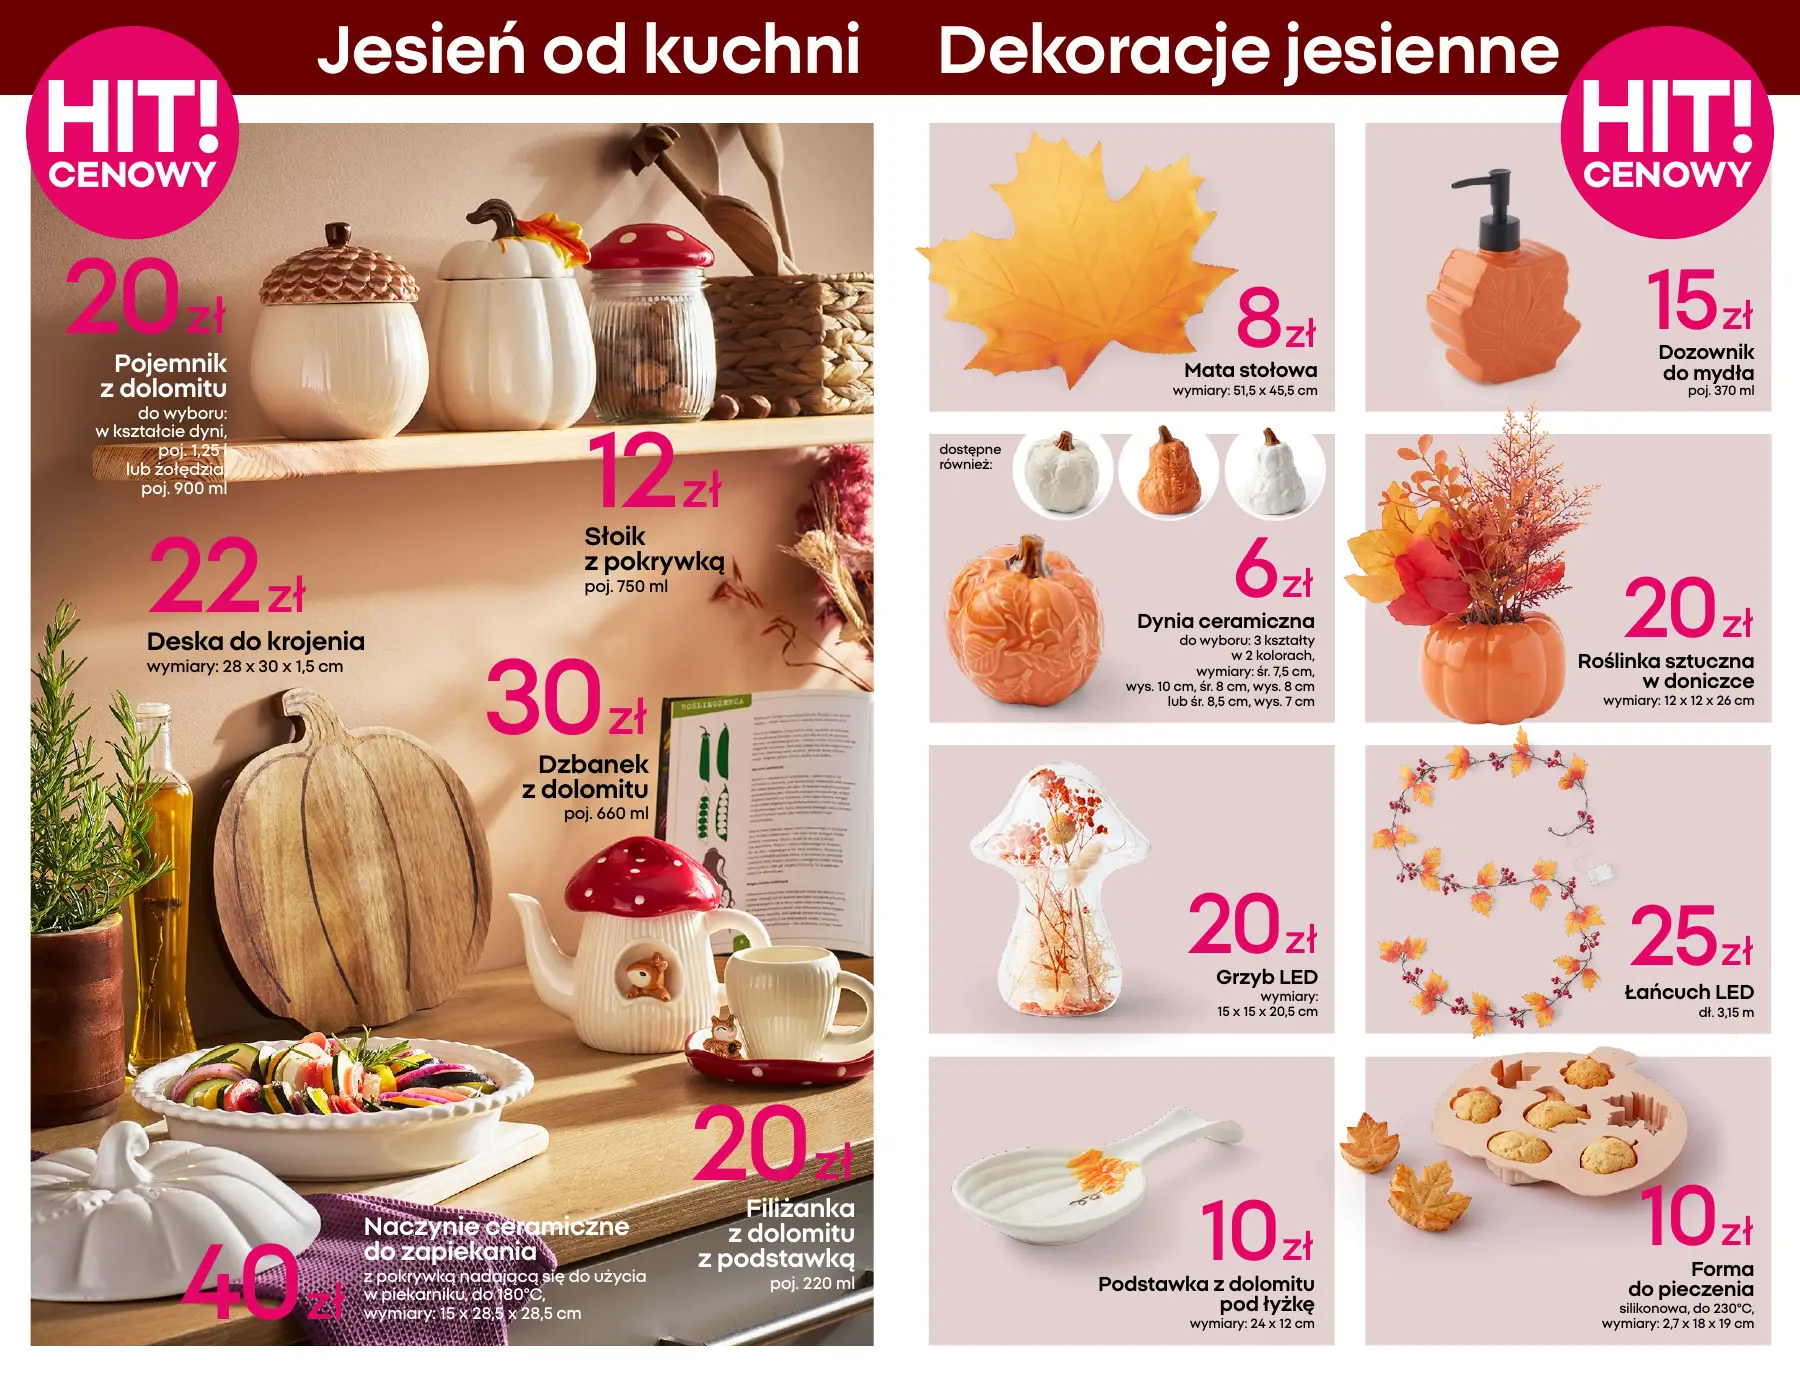 Jesień od kuchni
HIT!
CENOWY
20 zł
Pojemnik
z dolomitu
do wyboru:
w kształcie dyni,
poj. 1,25 l
lub żołędzia,
poj. 900 ml
12 zł
Słoik
z pokrywką
poj. 750 ml
22 zł
Deska do krojenia
wymiary: 28 x 30 x 1,5 cm
30 zł
Dzbanek
z dolomitu
poj. 660 ml
20 zł
Filiżanka
z dolomitu
z podstawką
poj. 220 ml
40 zł
Naczynie ceramiczne
do zapiekania
z pokrywką nadającą się do użycia
w piekarniku, do 180°C,
wymiary: 15 x 28,5 x 28,5 cm
Dekoracje jesienne
HIT!
CENOWY
8 zł
Mata stołowa
wymiary: 51,5 x 45,5 cm
15 zł
Dozownik
do mydła
poj. 370 ml
dostępne
również:
6 zł
Dynia ceramiczna
do wyboru: 3 kształty
w 2 kolorach,
wymiary: śr. 7,5 cm,
wys. 10 cm, śr. 8 cm, wys. 8 cm
lub śr. 8,5 cm, wys. 7 cm
20 zł
Roślinka sztuczna
w doniczce
wymiary: 12 x 12 x 26 cm
20 zł
Grzyb LED
wymiary:
15 x 15 x 20,5 cm
25 zł
Łańcuch LED
dł. 3,15 m
10 zł
Podstawka z dolomitu
pod łyżkę
wymiary: 24 x 12 cm
10 zł
Forma
do pieczenia
silikonowa, do 230°C,
wymiary: 2,7 x 18 x 19 cm